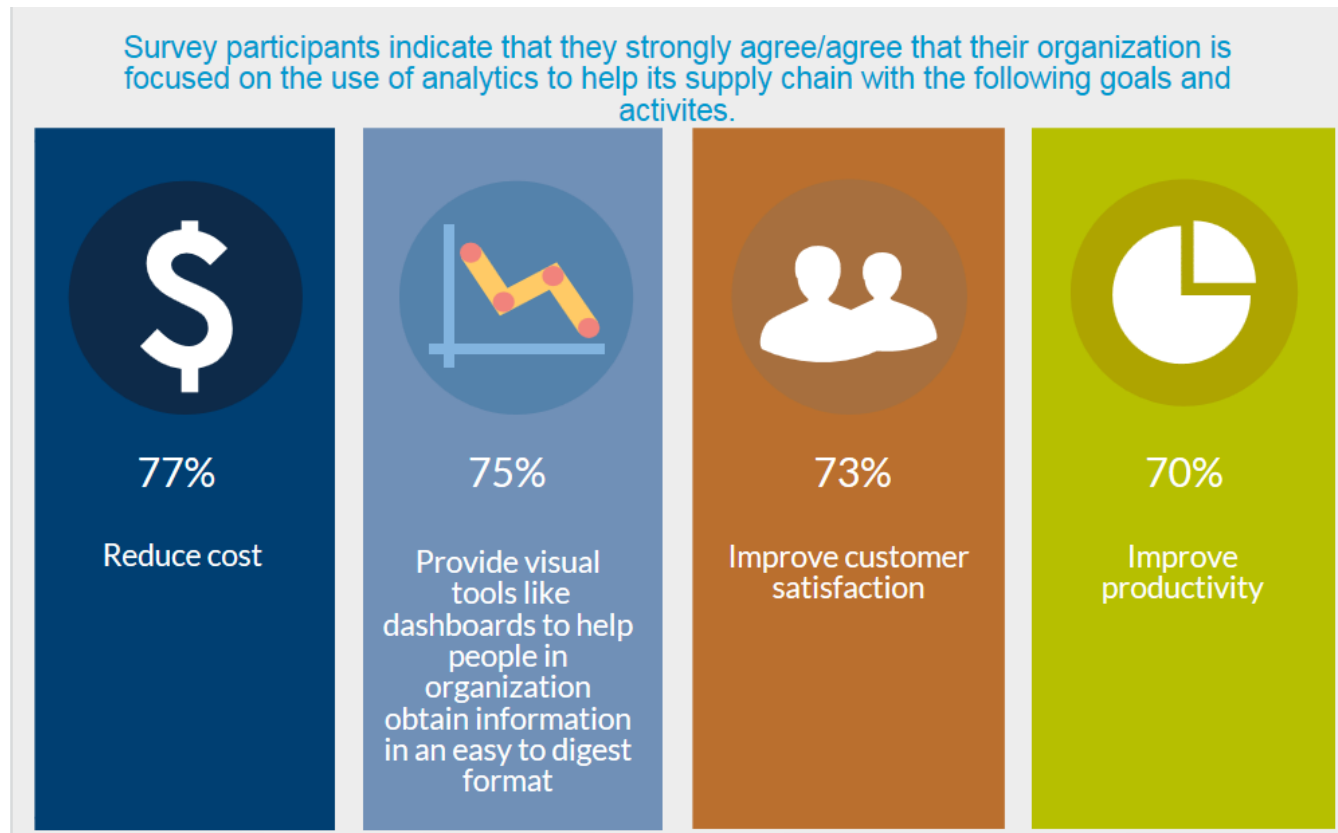 Survey participants indicate that they strongly agree/agree that their organization is
focused on the use of analytics to help its supply chain with the following goals and
activites.
77%
Reduce cost
75%
Provide visual
tools like
dashboards to help
people in
organization
obtain information
in an easy to digest
format
73%
Improve customer
satisfaction
70%
Improve
productivity